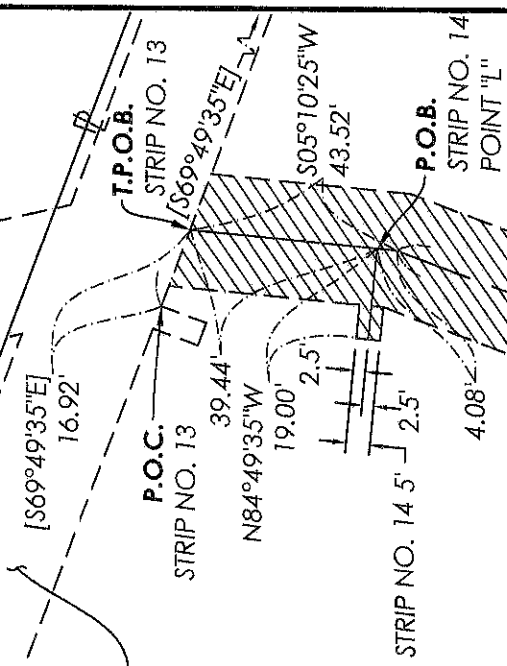 [S69°49'35"E]
16.92'
T.P.O.B.
STRIP NO. 13
[S69°49'35"E]
P.O.C.
STRIP NO. 13
S05°10'25"W
43.52'
39.44'
N84°49'35"W
19.00'
2.5'
2.5'
STRIP NO. 14 5'
P.O.B.
STRIP NO. 14
POINT "L"
4.08'